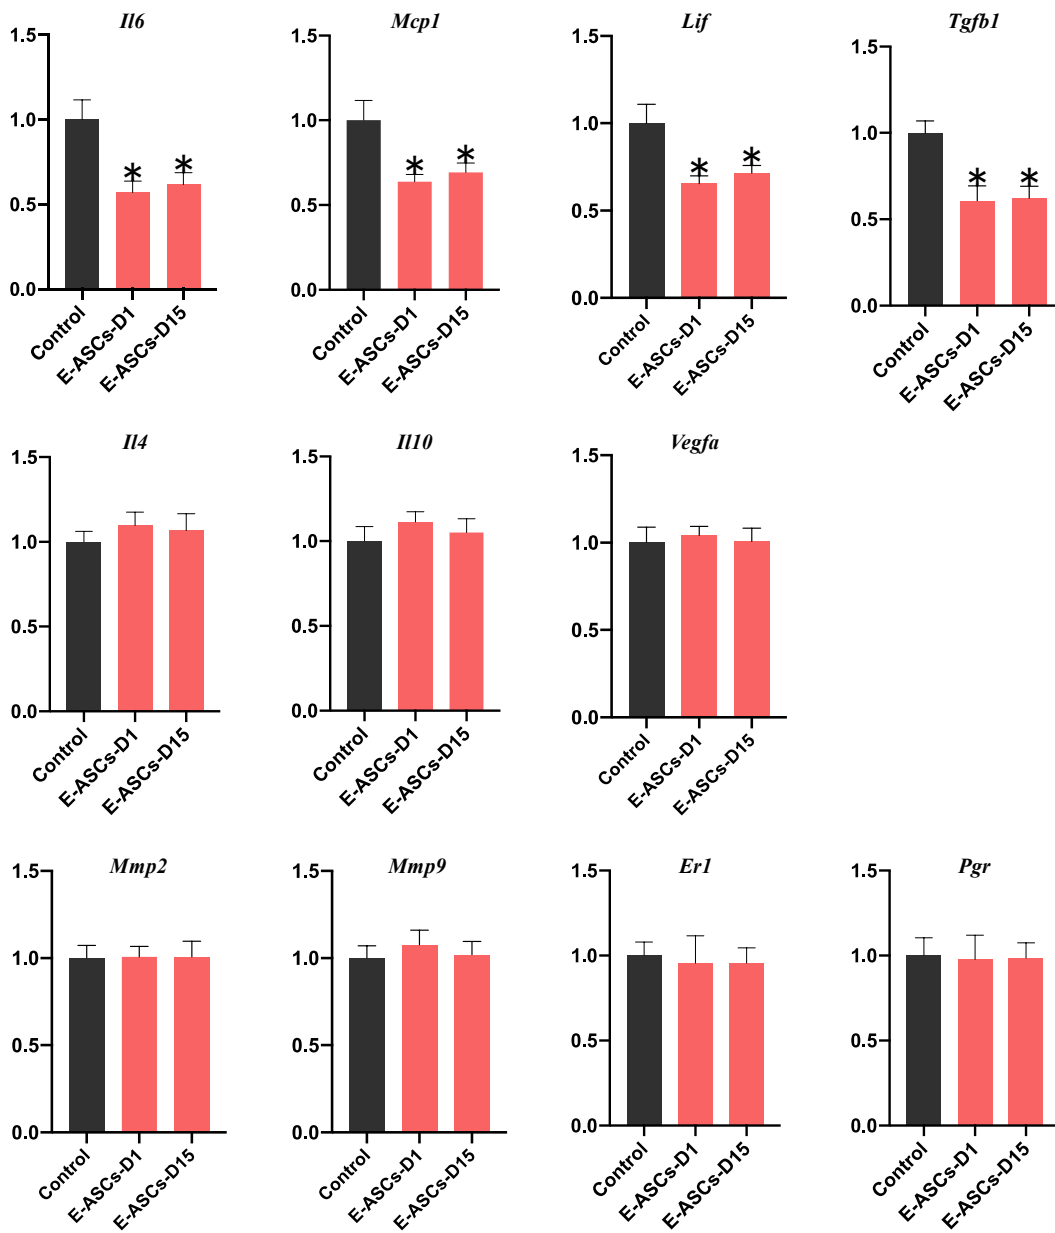 Il6
1.5
1.0
0.5
0.0
*
*
Control
E-ASCs-D1
E-ASCs-D15
Mcp1
1.5
1.0
0.5
0.0
*
*
Control
E-ASCs-D1
E-ASCs-D15
Lif
1.5
1.0
0.5
0.0
*
*
Control
E-ASCs-D1
E-ASCs-D15
Tgfb1
1.5
1.0
0.5
0.0
*
*
Control
E-ASCs-D1
E-ASCs-D15
Il4
1.5
1.0
0.5
0.0
Control
E-ASCs-D1
E-ASCs-D15
Il10
1.5
1.0
0.5
0.0
Control
E-ASCs-D1
E-ASCs-D15
Vegfa
1.5
1.0
0.5
0.0
Control
E-ASCs-D1
E-ASCs-D15
Mmp2
1.5
1.0
0.5
0.0
Control
E-ASCs-D1
E-ASCs-D15
Mmp9
1.5
1.0
0.5
0.0
Control
E-ASCs-D1
E-ASCs-D15
Er1
1.5
1.0
0.5
0.0
Control
E-ASCs-D1
E-ASCs-D15
Pgr
1.5
1.0
0.5
0.0
Control
E-ASCs-D1
E-ASCs-D15